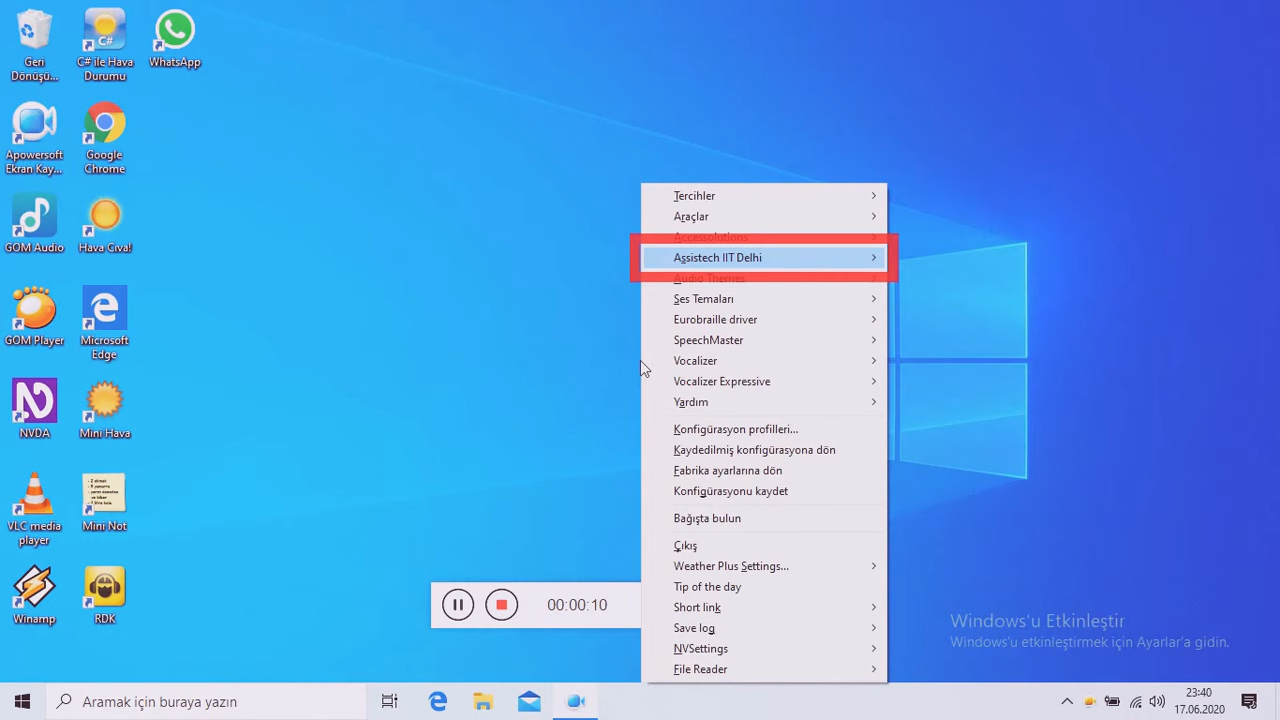 Geri
Dönüşü...
C# ile Hava
Durumu
WhatsApp
Apowersoft
Ekran Kay...
Google
Chrome
GOM Audio
Hava Cıva!
GOM Player
Microsoft
Edge
NVDA
Mini Hava
VLC media
player
Mini Not
Winamp
RDK
Tercihler
Araçlar
Accessolutions
Assistech IIT Delhi
Audio Themes
Ses Temaları
Eurobraille driver
SpeechMaster
Vocalizer
Vocalizer Expressive
Yardım
Konfigürasyon profilleri...
Kaydedilmiş konfigürasyona dön
Fabrika ayarlarına dön
Konfigürasyonu kaydet
Bağışta bulun
Çıkış
Weather Plus Settings...
Tip of the day
Short link
Save log
NVSettings
File Reader
00:00:10
Windows'u Etkinleştir
Windows'u etkinleştirmek için Ayarlar'a gidin.
Aramak için buraya yazın
23:40
17.06.2020